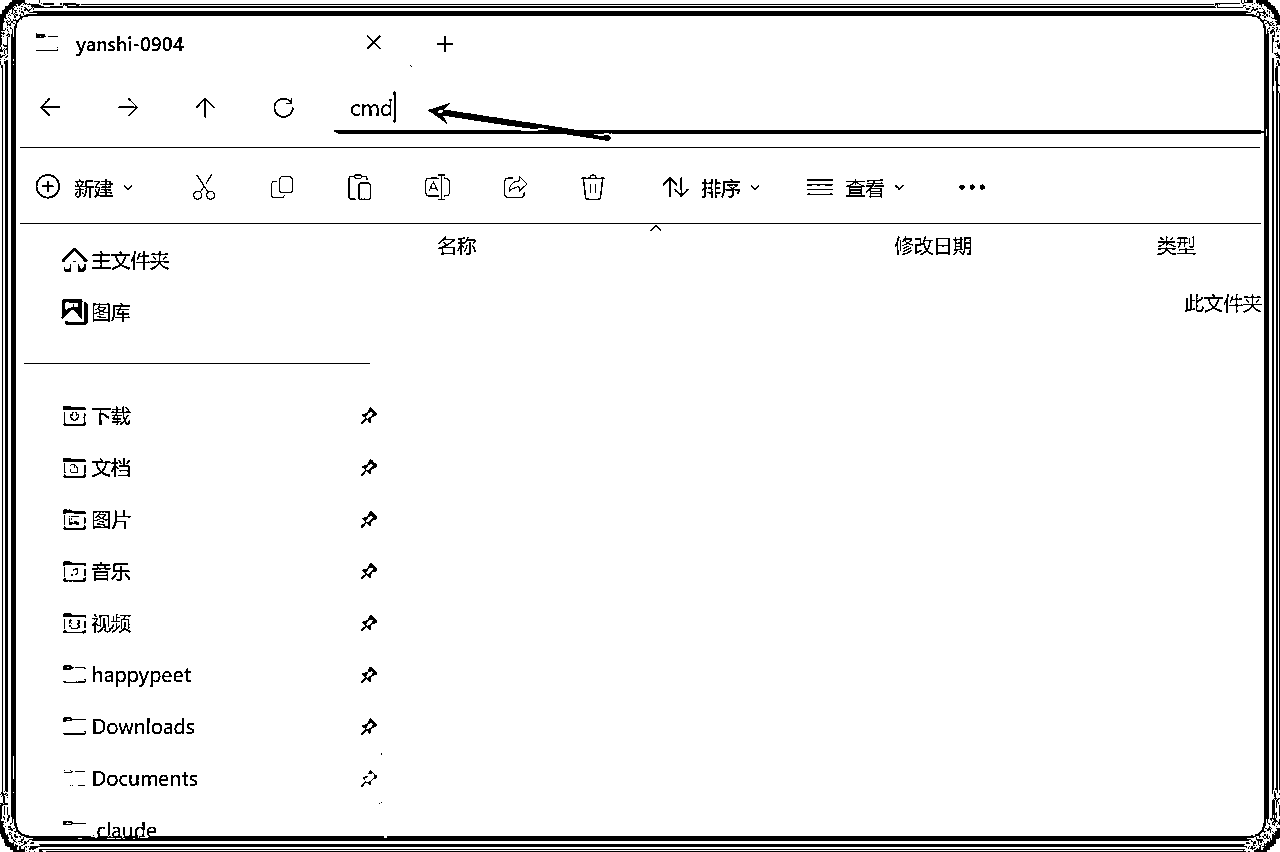 yanshi-0904
cmd
新建 排序 查看
名称 修改日期 类型
主文件夹
此文件夹
图库
下载
文档
图片
音乐
视频
happypeet
Downloads
Documents
.claude